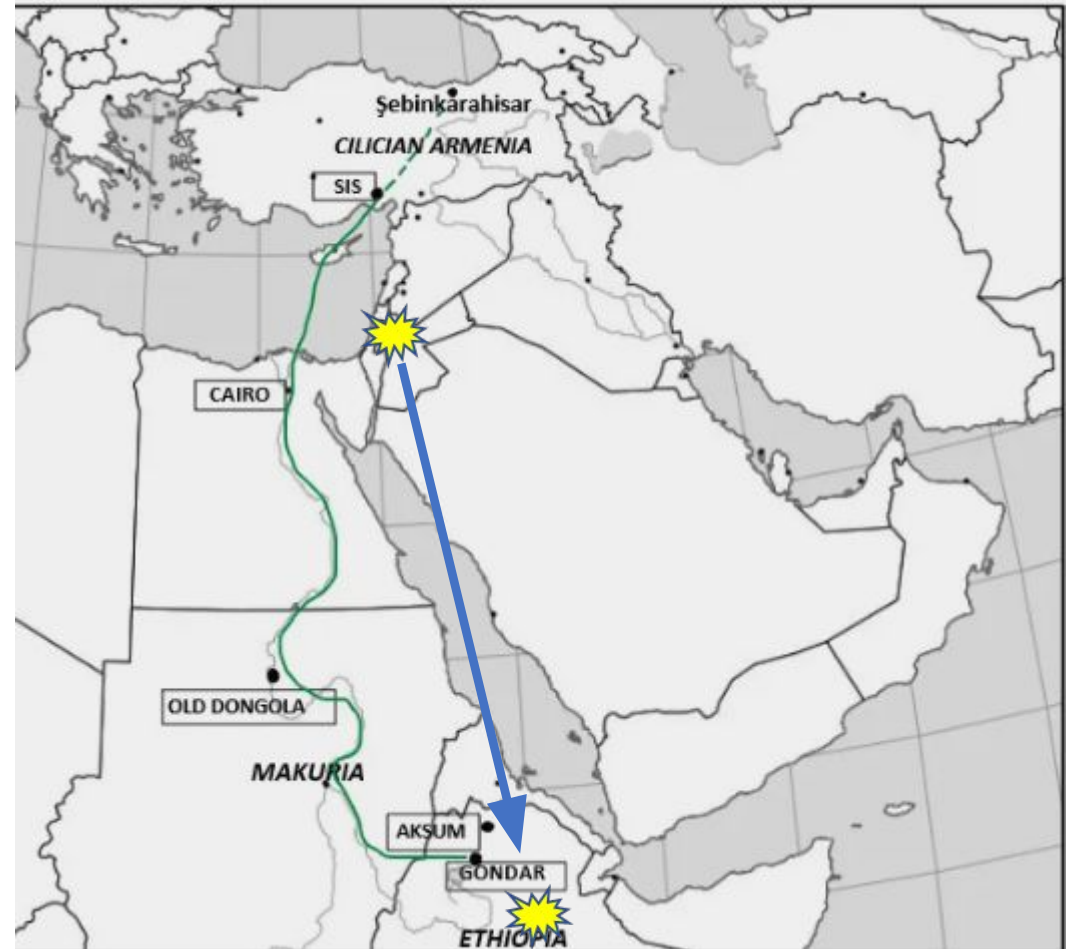 Şebinkarahisar
CILICIAN ARMENIA
SIS
CAIRO
OLD DONGOLA
MAKURIA
AKSUM
GONDAR
ETHIOPIA